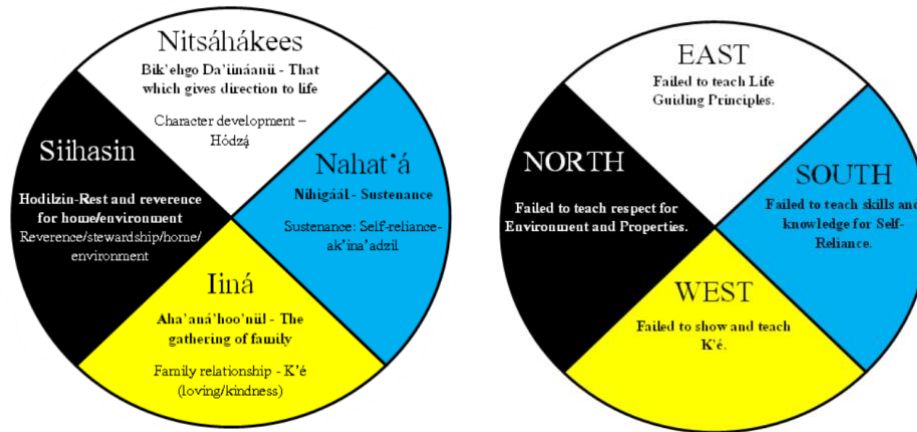 Nitsáhákees
Bik'ehgo Da'iináanii - That
which gives direction to life
Character development –
Hódzą́
Siihasin
Hodilzin-Rest and reverence
for home/environment
Reverence/stewardship/home/
environment
Nahat'á
Nihigáál - Sustenance
Sustenance: Self-reliance-
ak'ina'adzil
Iiná
Aha'aná'hoo'niil - The
gathering of family
Family relationship - K'é
(loving/kindness)
EAST
Failed to teach Life
Guiding Principles.
NORTH
Failed to teach respect for
Environment and Properties.
SOUTH
Failed to teach skills and
knowledge for Self-
Reliance.
WEST
Failed to show and teach
K'é.